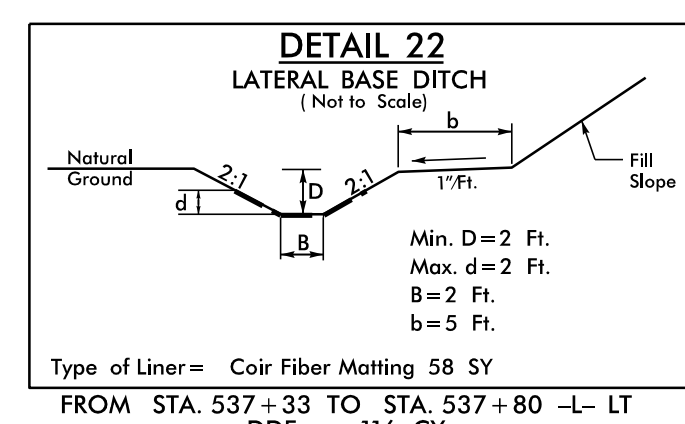 DETAIL 22
LATERAL BASE DITCH
( Not to Scale)
b
Natural
Ground
2:1
D
2:1
1"/Ft.
Fill
Slope
d
B
Min. D=2 Ft.
Max. d=2 Ft.
B=2 Ft.
b=5 Ft.
Type of Liner= Coir Fiber Matting 58 SY
FROM STA. 537+33 TO STA. 537+80 -L- LT